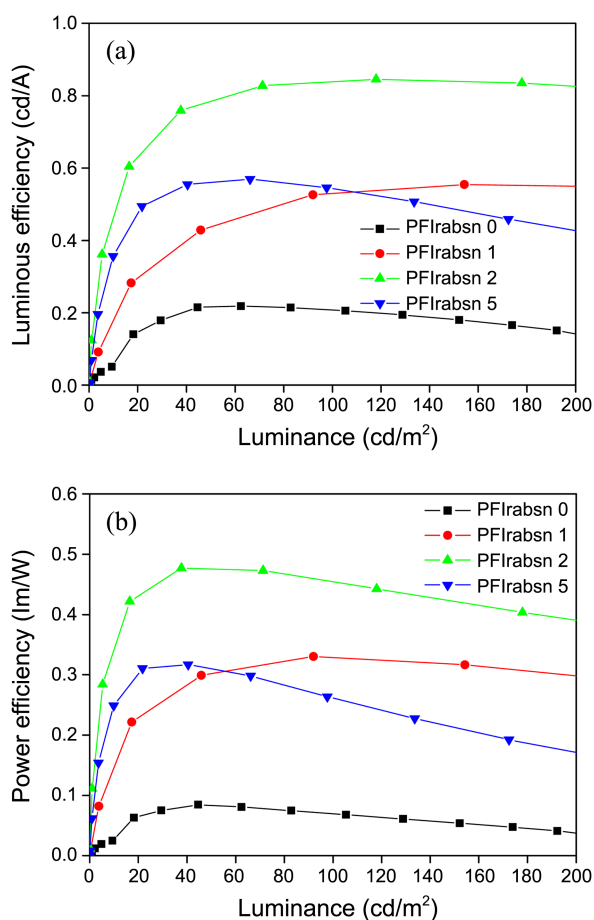 (a)
1.0
0.8
0.6
0.4
0.2
0.0
Luminous efficiency (cd/A)
PFIrabsn 0
PFIrabsn 1
PFIrabsn 2
PFIrabsn 5
0 20 40 60 80 100 120 140 160 180 200
Luminance (cd/m²)
(b)
0.6
0.5
0.4
0.3
0.2
0.1
0.0
Power efficiency (lm/W)
PFIrabsn 0
PFIrabsn 1
PFIrabsn 2
PFIrabsn 5
0 20 40 60 80 100 120 140 160 180 200
Luminance (cd/m²)